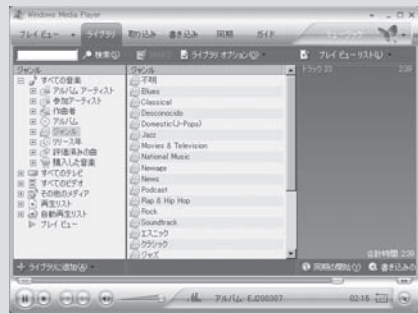 Windows Media Player
プレイ ビュー ライブラリ 取り込み 書き込み 同期 ガイド
検索(S) ライブラリ オプション(O) プレイ ビュー リスト(L)
ジャンル
すべての音楽
アルバム アーティスト
参加アーティスト
作曲者
アルバム
ジャンル
リリース年
評価済みの曲
購入した音楽
すべてのテレビ
すべてのビデオ
その他のメディア
再生リスト
自動再生リスト
プレイ ビュー
ジャンル
不明
Blues
Classical
Desconocido
Domestic(J-Pops)
Jazz
Movies & Television
National Music
Newage
News
Podcast
Rap & Hip Hop
Rock
Soundtrack
エスニック
クラシック
ジャズ
トラック 23 2:39
合計時間: 2:39
ライブラリに追加(A) 同期の開始(Y) 書き込みの
アルバム: EJ200307 02:15